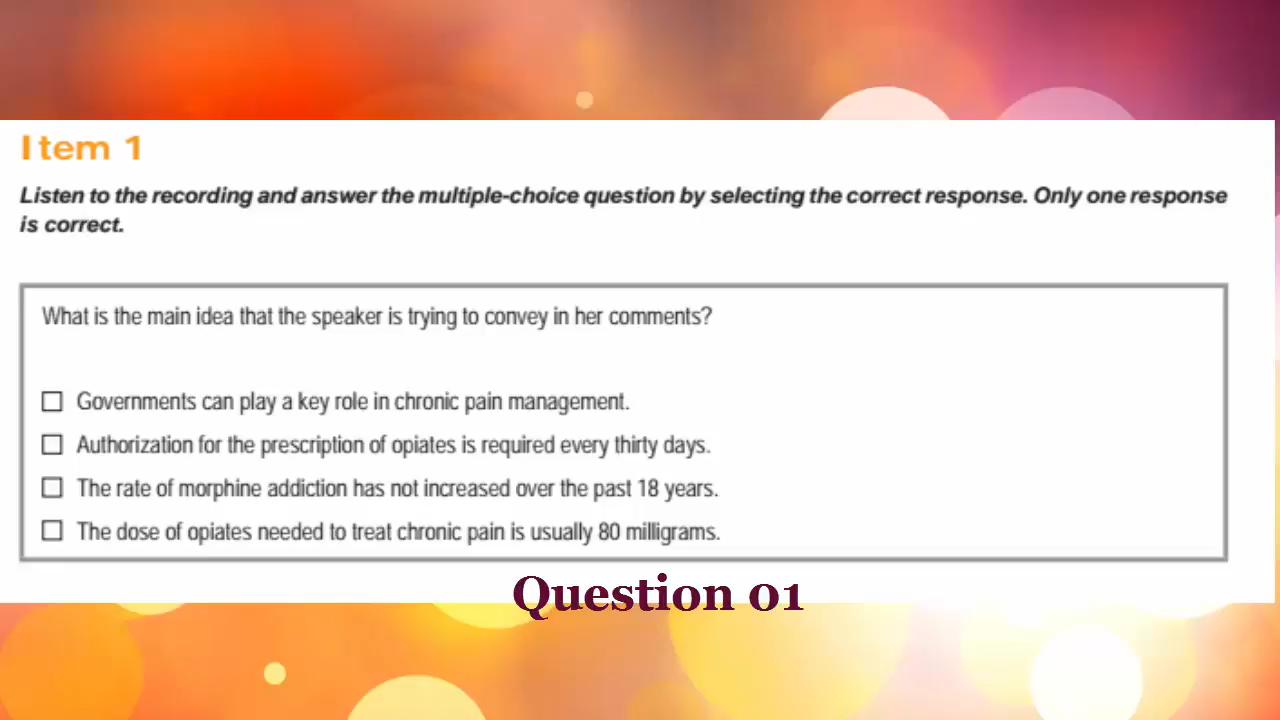 Item 1
Listen to the recording and answer the multiple-choice question by selecting the correct response. Only one response
is correct.
What is the main idea that the speaker is trying to convey in her comments?
Governments can play a key role in chronic pain management.
Authorization for the prescription of opiates is required every thirty days.
The rate of morphine addiction has not increased over the past 18 years.
The dose of opiates needed to treat chronic pain is usually 80 milligrams.
Question 01